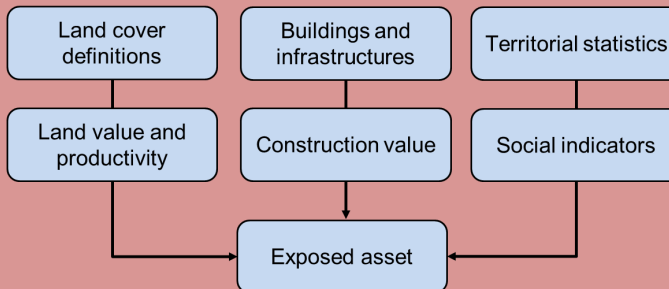 Land cover
definitions
Buildings and
infrastructures
Territorial statistics
Land value and
productivity
Construction value
Social indicators
Exposed asset